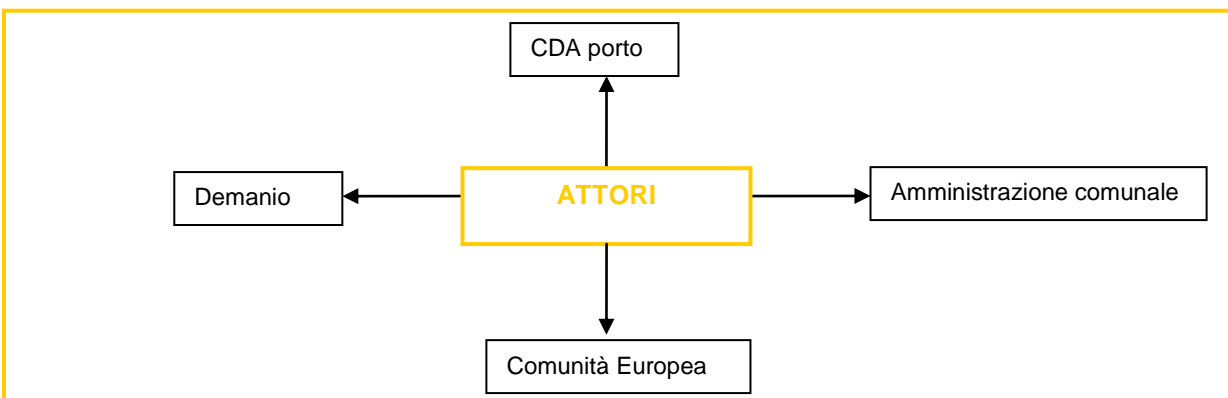 CDA porto
Demanio
ATTORI
Amministrazione comunale
Comunità Europea